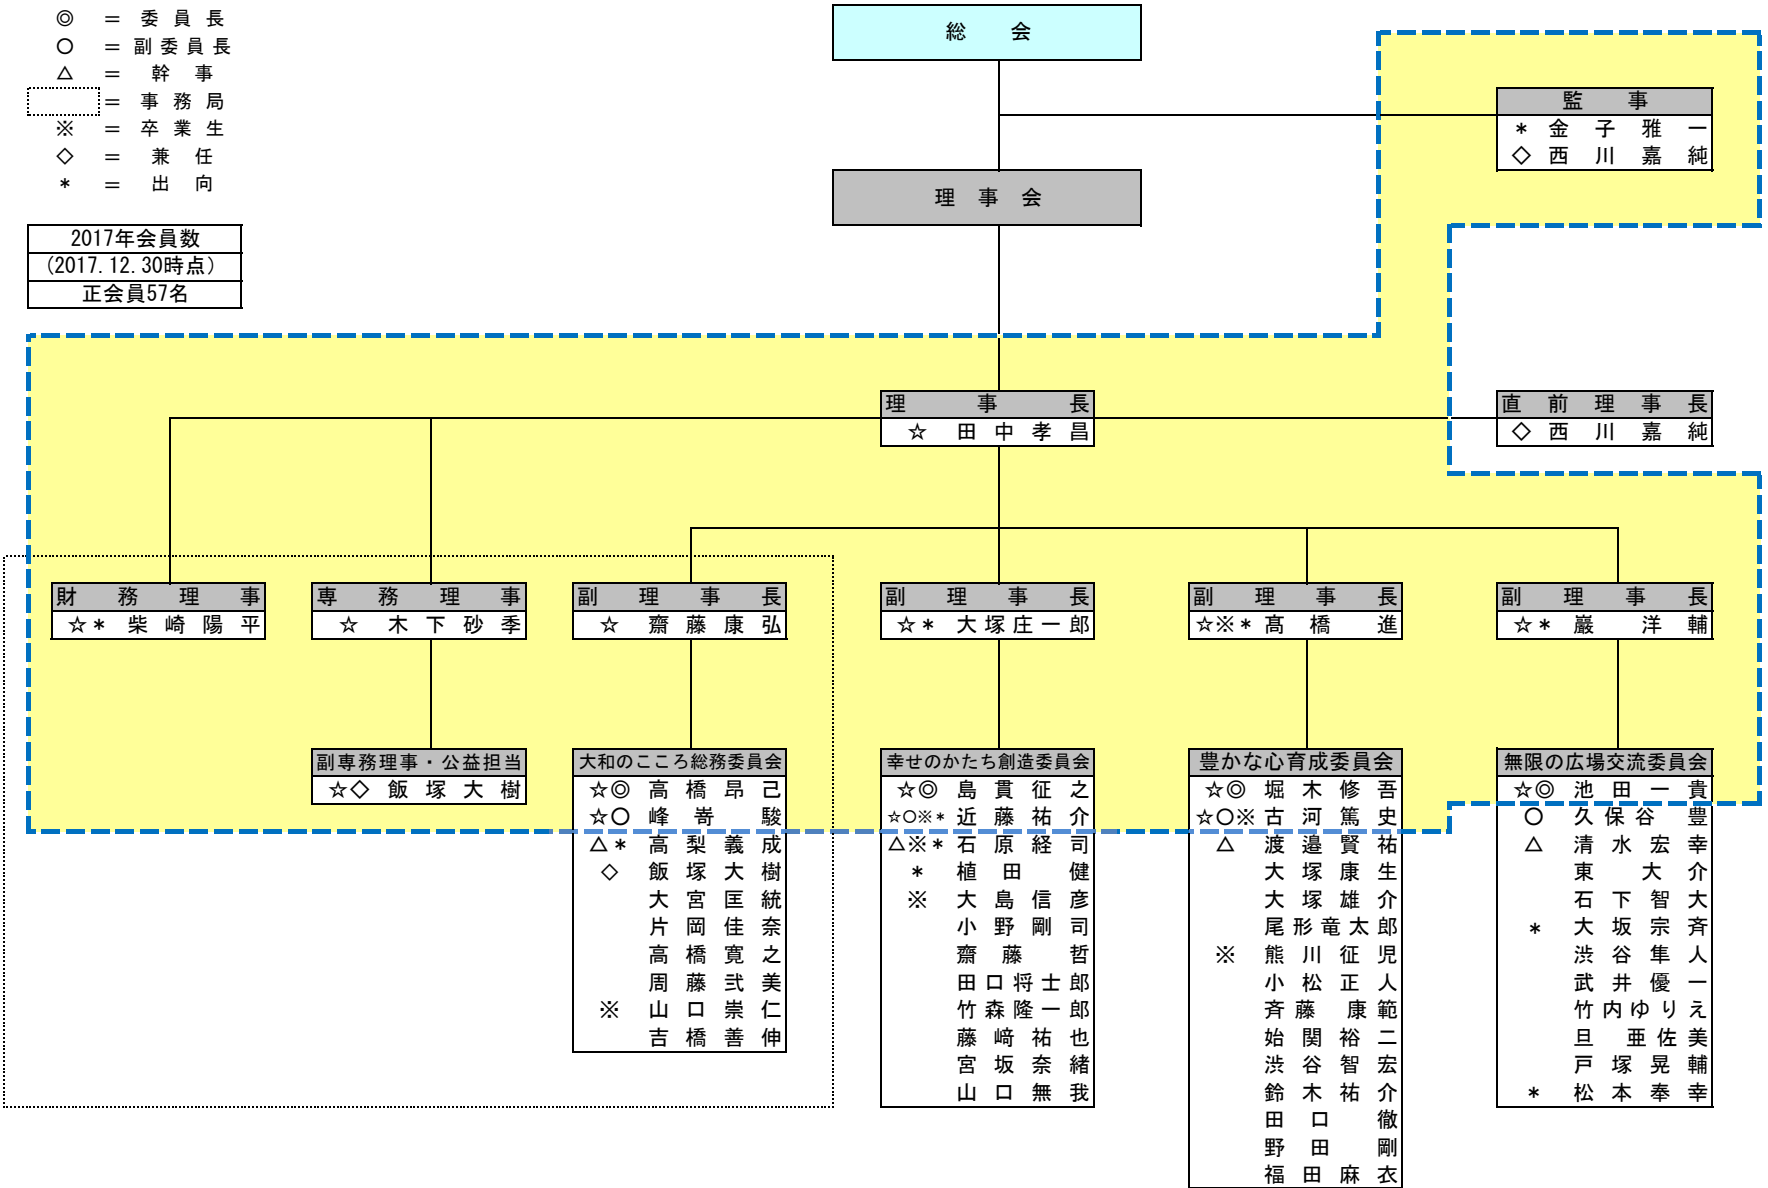 ◎ ＝ 委員長
○ ＝ 副委員長
△ ＝ 幹事
＝ 事務局
※ ＝ 卒業生
◇ ＝ 兼任
* ＝ 出向
2017年会員数
(2017.12.30時点)
正会員57名
総会
監事
* 金子雅一
◇ 西川嘉純
理事会
理事長
☆ 田中孝昌
直前理事長
◇ 西川嘉純
財務理事
☆* 柴崎陽平
専務理事
☆ 木下砂季
副理事長
☆ 齋藤康弘
副理事長
☆* 大塚庄一郎
副理事長
☆※* 髙橋進
副理事長
☆* 巌洋輔
副専務理事・公益担当
☆◇ 飯塚大樹
大和のこころ総務委員会
☆◎ 高橋昂己
☆○ 峰嵜駿
△* 高梨義成
◇ 飯塚大樹
大宮匡統
片岡佳奈
高橋寛之
周藤弐美
※ 山口崇仁
吉橋善伸
幸せのかたち創造委員会
☆◎ 島貫征之
☆○※* 近藤祐介
△※* 石原経司
* 植田健
※ 大島信彦
小野剛司
齋藤哲
田口将士郎
竹森隆一郎
藤﨑祐也
宮坂奈緒
山口無我
豊かな心育成委員会
☆◎ 堀木修吾
☆○※ 古河篤史
△ 渡邉賢祐
大塚康生
大塚雄介
尾形竜太郎
※ 熊川征児
小松正人
斉藤康範
始関裕二
渋谷智宏
鈴木祐介
田口徹
野田剛
福田麻衣
無限の広場交流委員会
☆◎ 池田一貴
○ 久保谷豊
△ 清水宏幸
東大介
石下智大
* 大坂宗斉
渋谷隼人
武井優一
竹内ゆりえ
旦亜佐美
戸塚晃輔
* 松本奉幸